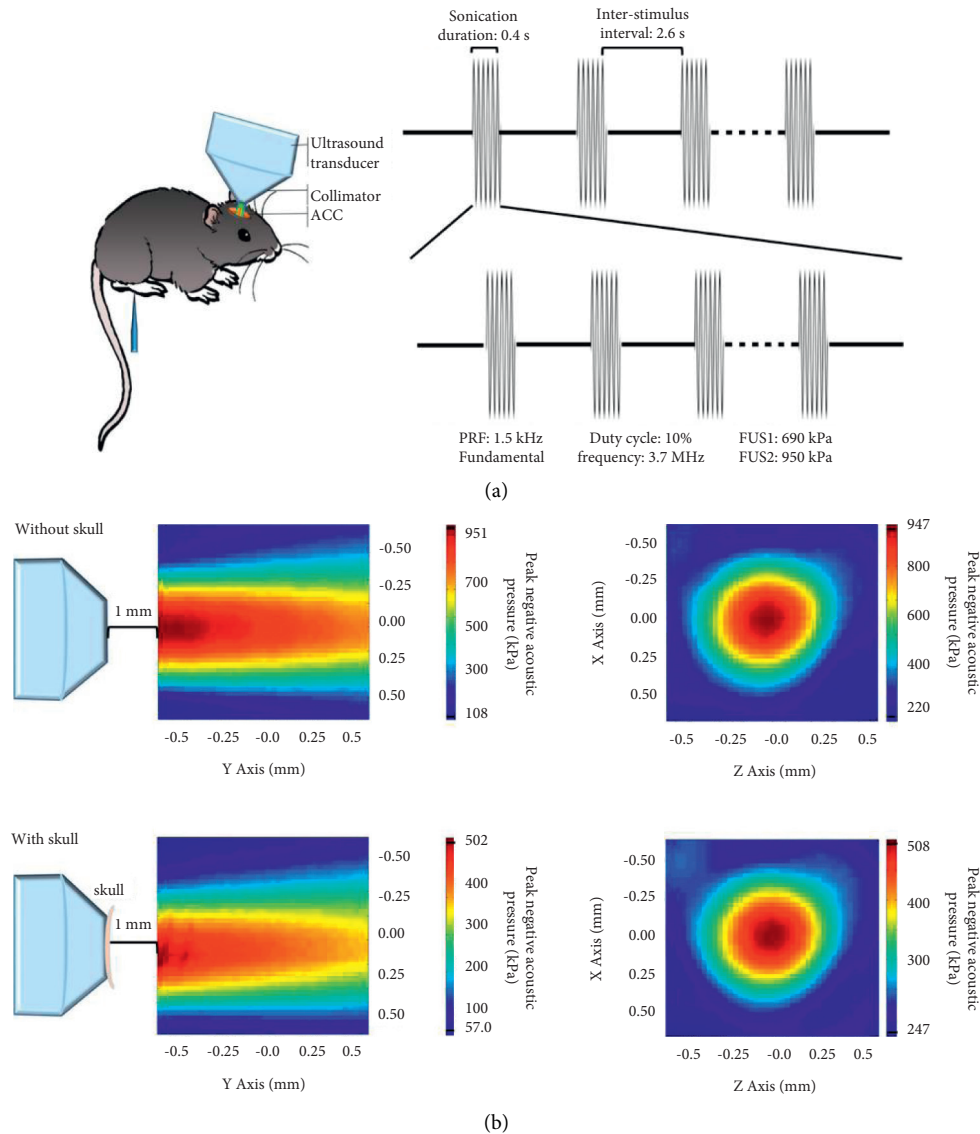 Sonication
duration: 0.4 s
Inter-stimulus
interval: 2.6 s
Ultrasound
transducer
Collimator
ACC
PRF: 1.5 kHz
Fundamental
Duty cycle: 10%
frequency: 3.7 MHz
FUS1: 690 kPa
FUS2: 950 kPa
(a)
Without skull
1 mm
-0.50
-0.25
0.00
0.25
0.50
-0.5
-0.25
-0.0
0.25
0.5
Y Axis (mm)
951
700
500
300
108
Peak negative acoustic
pressure (kPa)
X Axis (mm)
-0.50
-0.25
0.00
0.25
0.50
-0.5
-0.25
-0.0
0.25
0.5
Z Axis (mm)
947
800
600
400
220
Peak negative acoustic
pressure (kPa)
With skull
skull
1 mm
-0.50
-0.25
0.00
0.25
0.50
-0.5
-0.25
-0.0
0.25
0.5
Y Axis (mm)
502
400
300
200
100
57.0
Peak negative acoustic
pressure (kPa)
X Axis (mm)
-0.50
-0.25
0.00
0.25
0.50
-0.5
-0.25
-0.0
0.25
0.5
Z Axis (mm)
508
400
300
247
Peak negative acoustic
pressure (kPa)
(b)